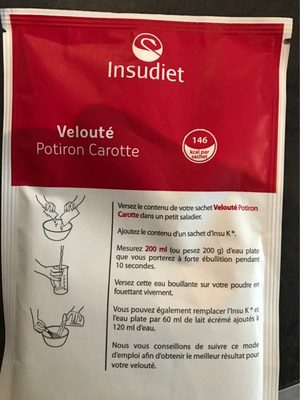 Insudiet
Velouté
Potiron Carotte
146
kcal par
sachet
Versez le contenu de votre sachet Velouté Potiron
Carotte dans un petit saladier.
Ajoutez le contenu d'un sachet d'Insu K*.
Mesurez 200 ml (ou pesez 200 g) d'eau plate
que vous porterez à forte ébullition pendant
10 secondes.
Versez cette eau bouillante sur votre poudre en
fouettant vivement.
Vous pouvez également remplacer l'Insu K* et
l'eau plate par 60 ml de lait écrémé ajoutés à
120 ml d'eau.
Nous vous conseillons de suivre ce mode
d'emploi afin d'obtenir le meilleur résultat pour
votre velouté.